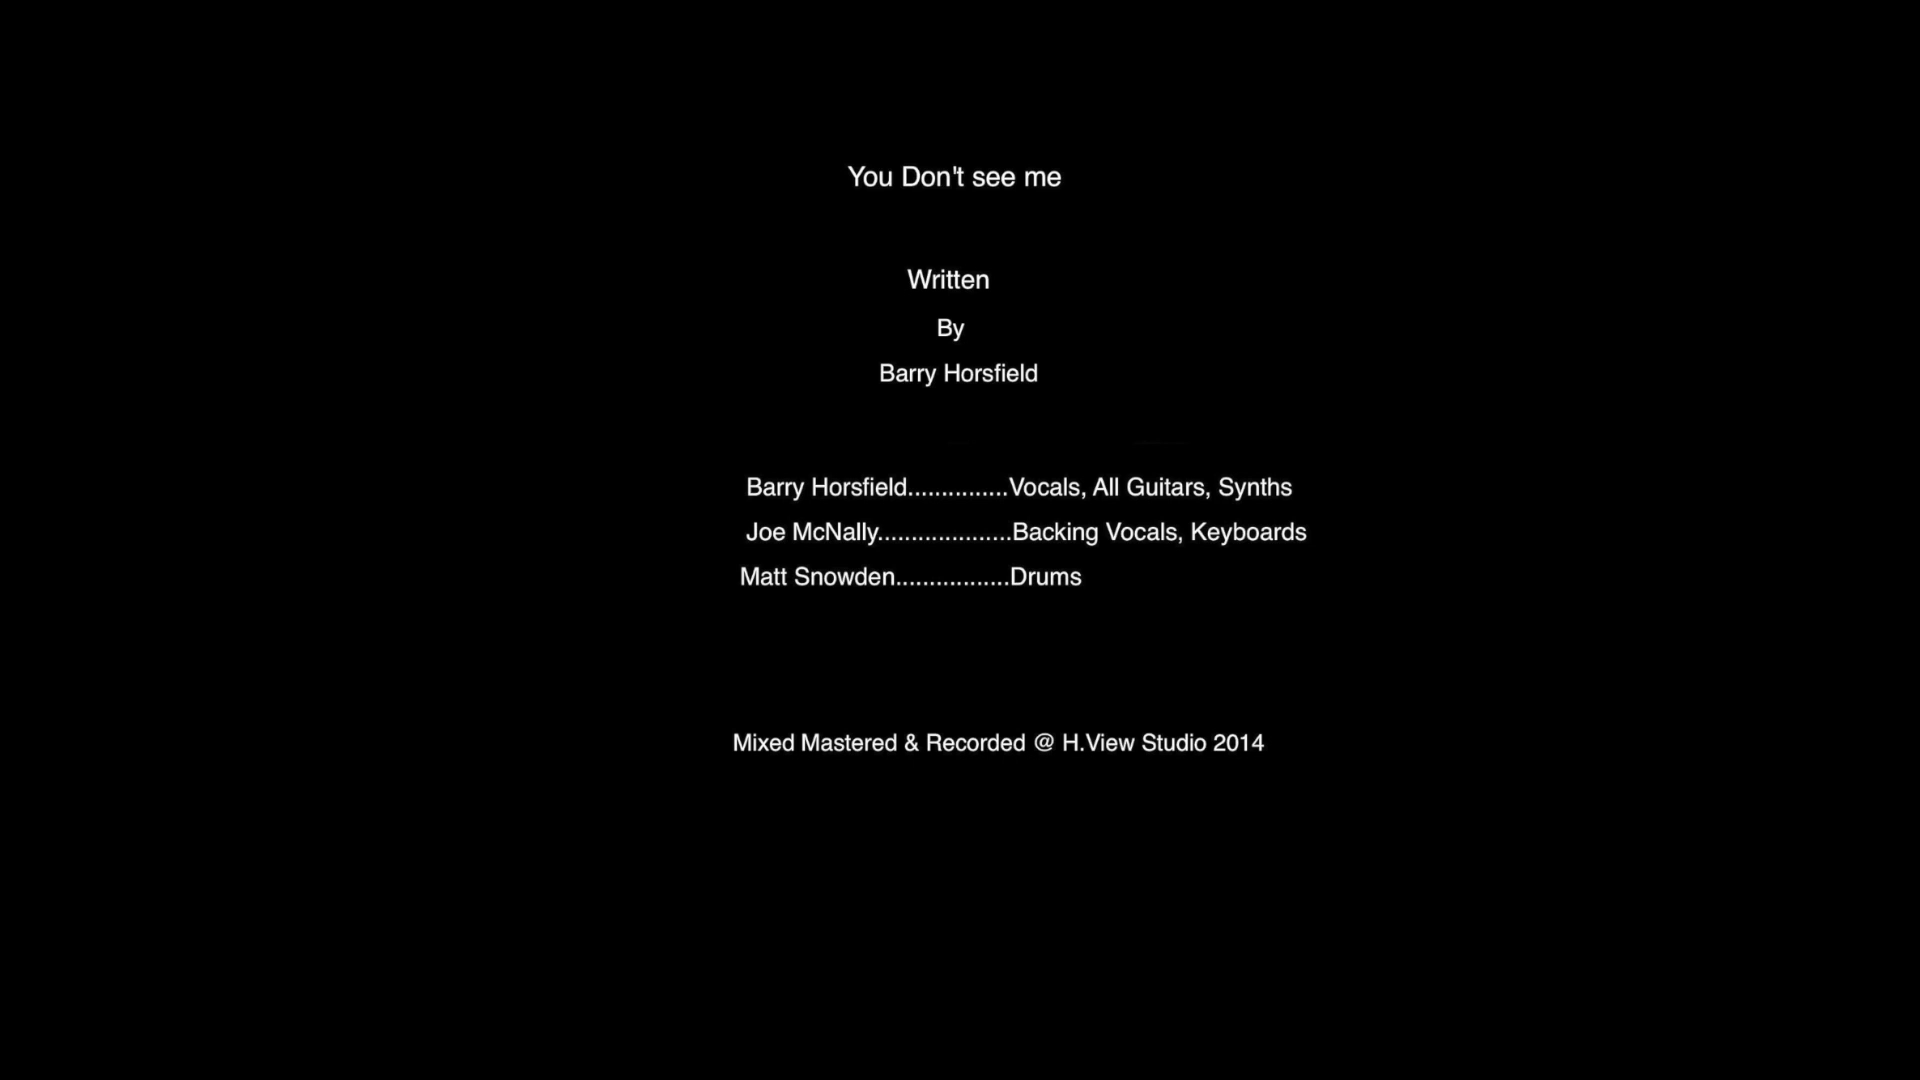 You Don't see me
Written
By
Barry Horsfield
Barry Horsfield...............Vocals, All Guitars, Synths
Joe McNally....................Backing Vocals, Keyboards
Matt Snowden.................Drums
Mixed Mastered & Recorded @ H.View Studio 2014